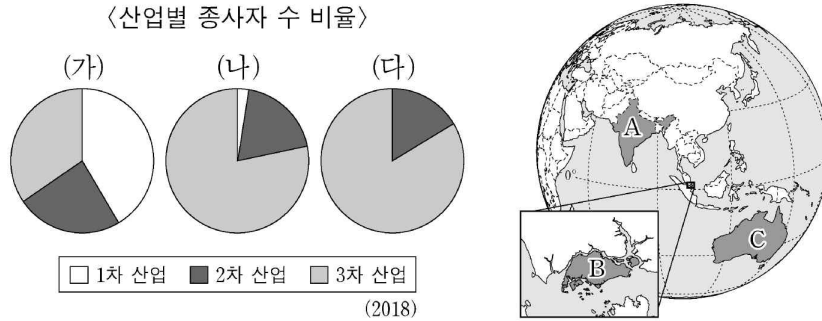 〈산업별 종사자 수 비율〉
(가) (나) (다)
1차 산업 2차 산업 3차 산업
(2018)
A
0°
B
C